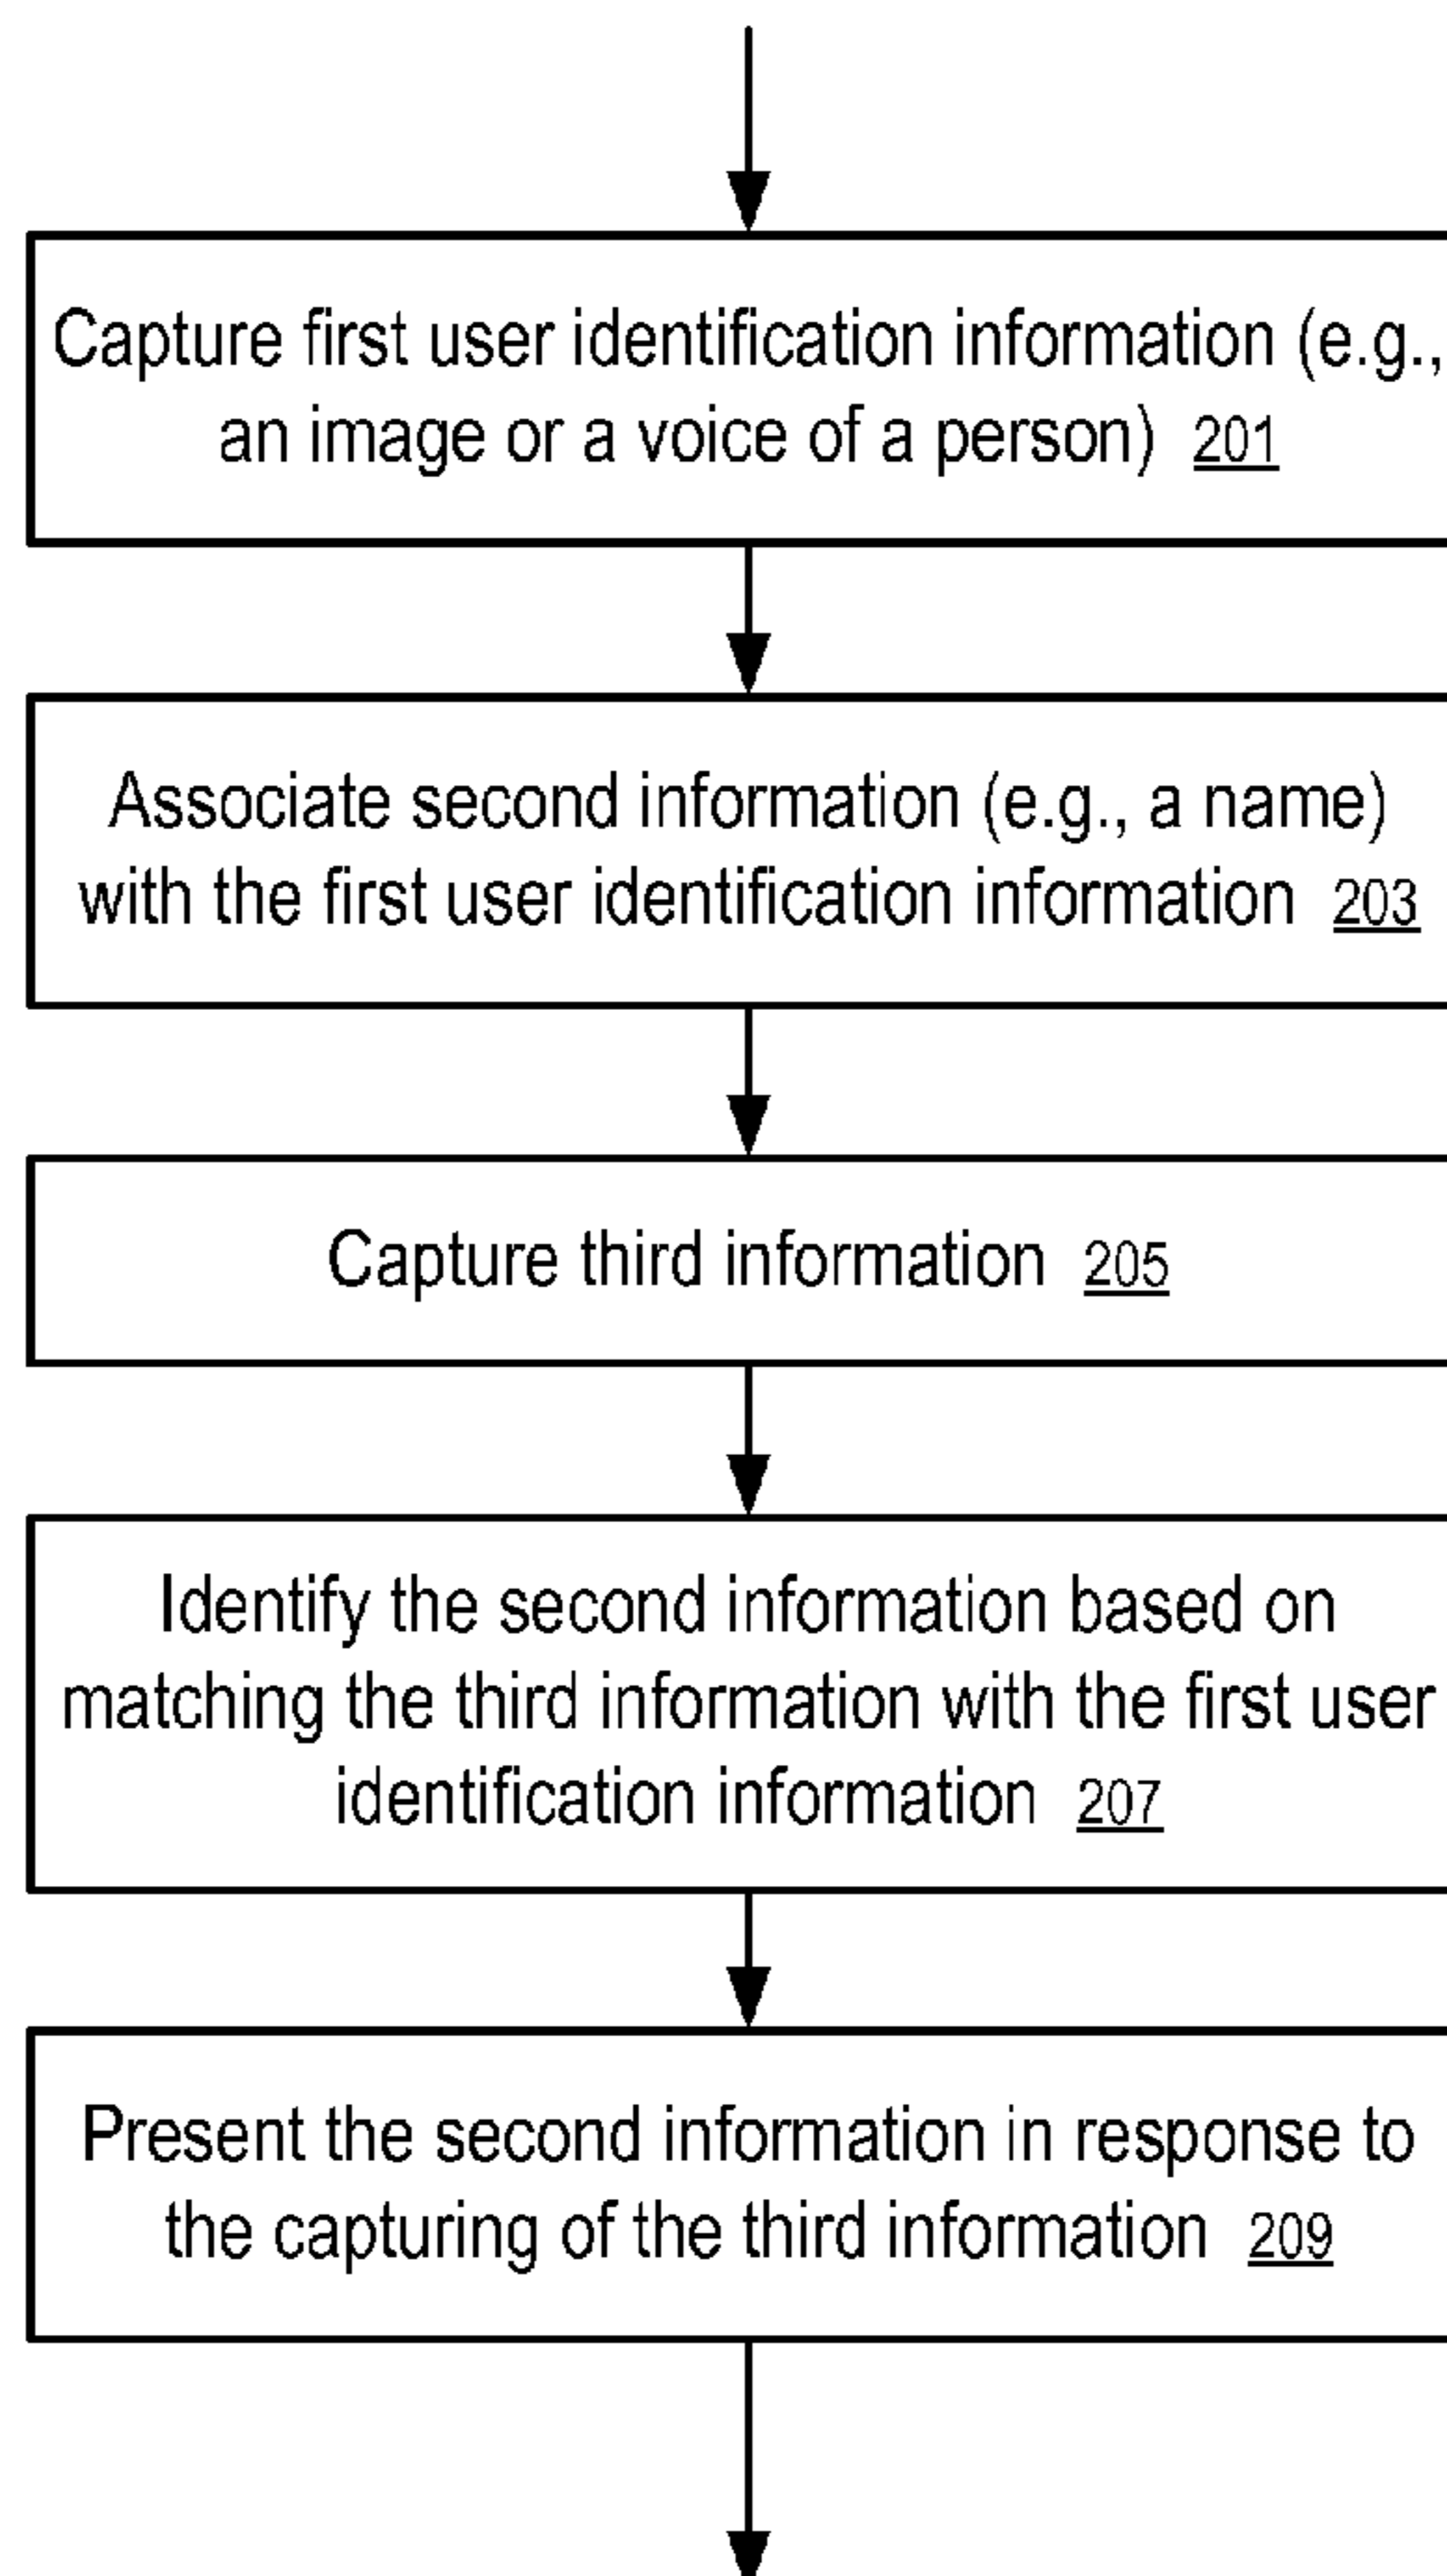 Capture first user identification information (e.g.,
an image or a voice of a person) 201
Associate second information (e.g., a name)
with the first user identification information 203
Capture third information 205
Identify the second information based on
matching the third information with the first user
identification information 207
Present the second information in response to
the capturing of the third information 209